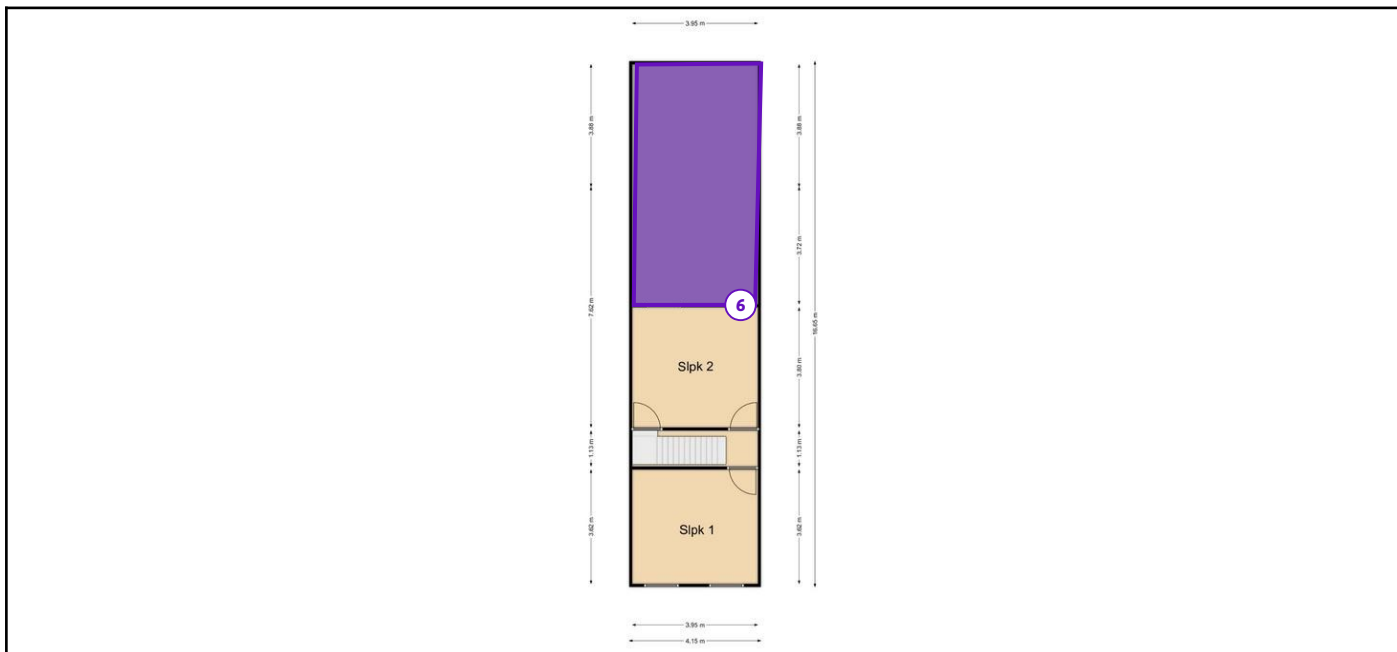 3.95 m
3.88 m
3.88 m
3.72 m
7.62 m
16.65 m
6
3.80 m
Slpk 2
1.13 m
1.13 m
3.62 m
Slpk 1
3.62 m
3.95 m
4.15 m